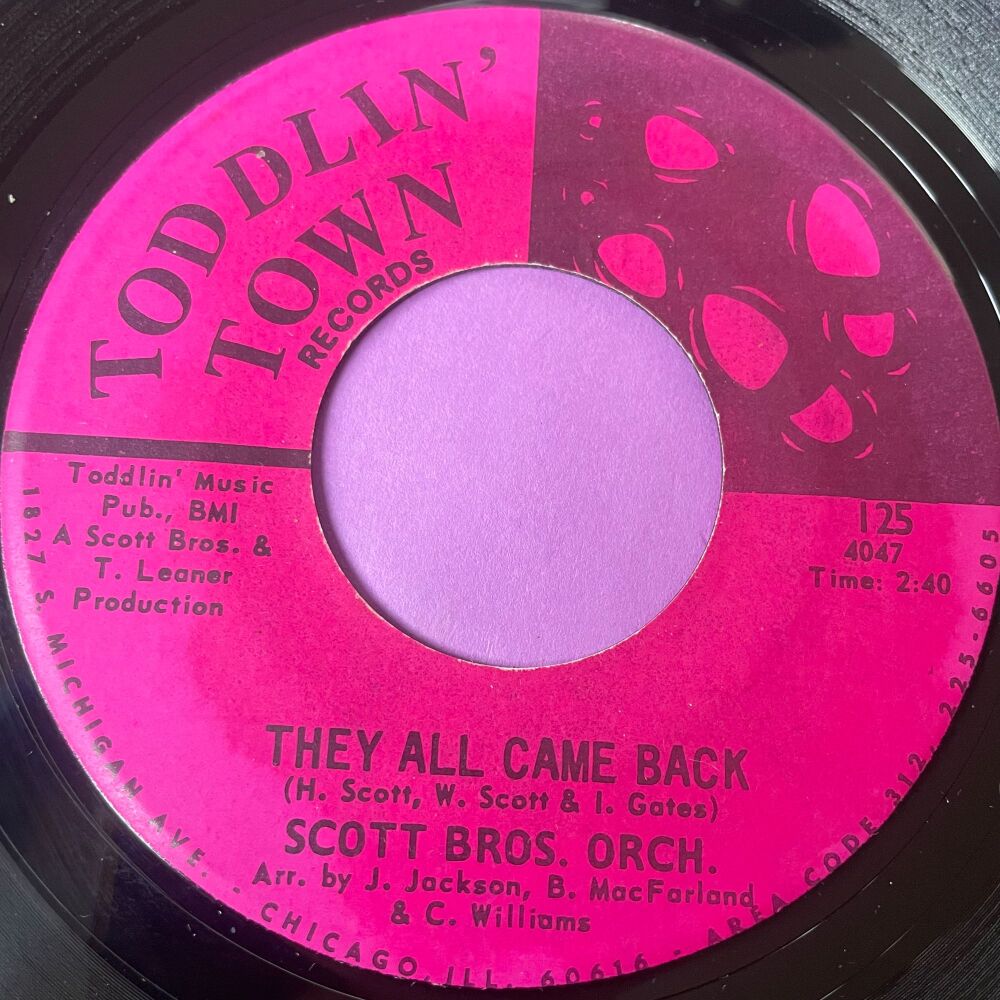 TODDLIN'
TOWN
RECORDS
Toddlin' Music
Pub., BMI
A Scott Bros. &
T. Leaner
Production
125
4047
Time: 2:40
THEY ALL CAME BACK
(H. Scott, W. Scott & I. Gates)
SCOTT BROS. ORCH.
Arr. by J. Jackson, B. MacFarland
& C. Williams
1827 S. MICHIGAN AVE. - CHICAGO, ILL. 60616 - AREA CODE 312, 225-6605